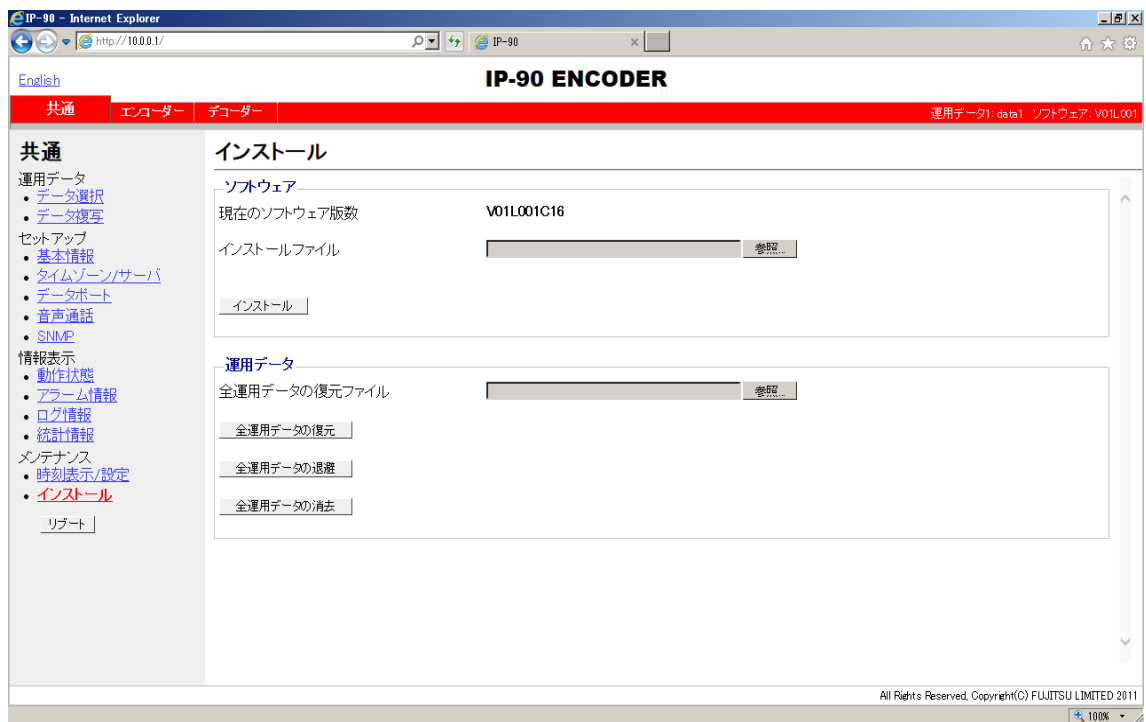 IP-90 - Internet Explorer
http://10.0.0.1/
IP-90
English
IP-90 ENCODER
共通 エンコーダー デコーダー
運用データ1: data1 ソフトウェア: V01L001
共通
運用データ
データ選択
データ複写
セットアップ
基本情報
タイムゾーン/サーバ
データポート
音声通話
SNMP
情報表示
動作状態
アラーム情報
ログ情報
統計情報
メンテナンス
時刻表示/設定
インストール
リブート
インストール
ソフトウェア
現在のソフトウェア版数 V01L001C16
インストールファイル 参照...
インストール
運用データ
全運用データの復元ファイル 参照...
全運用データの復元
全運用データの退避
全運用データの消去
All Rights Reserved, Copyright(C) FUJITSU LIMITED 2011
100%